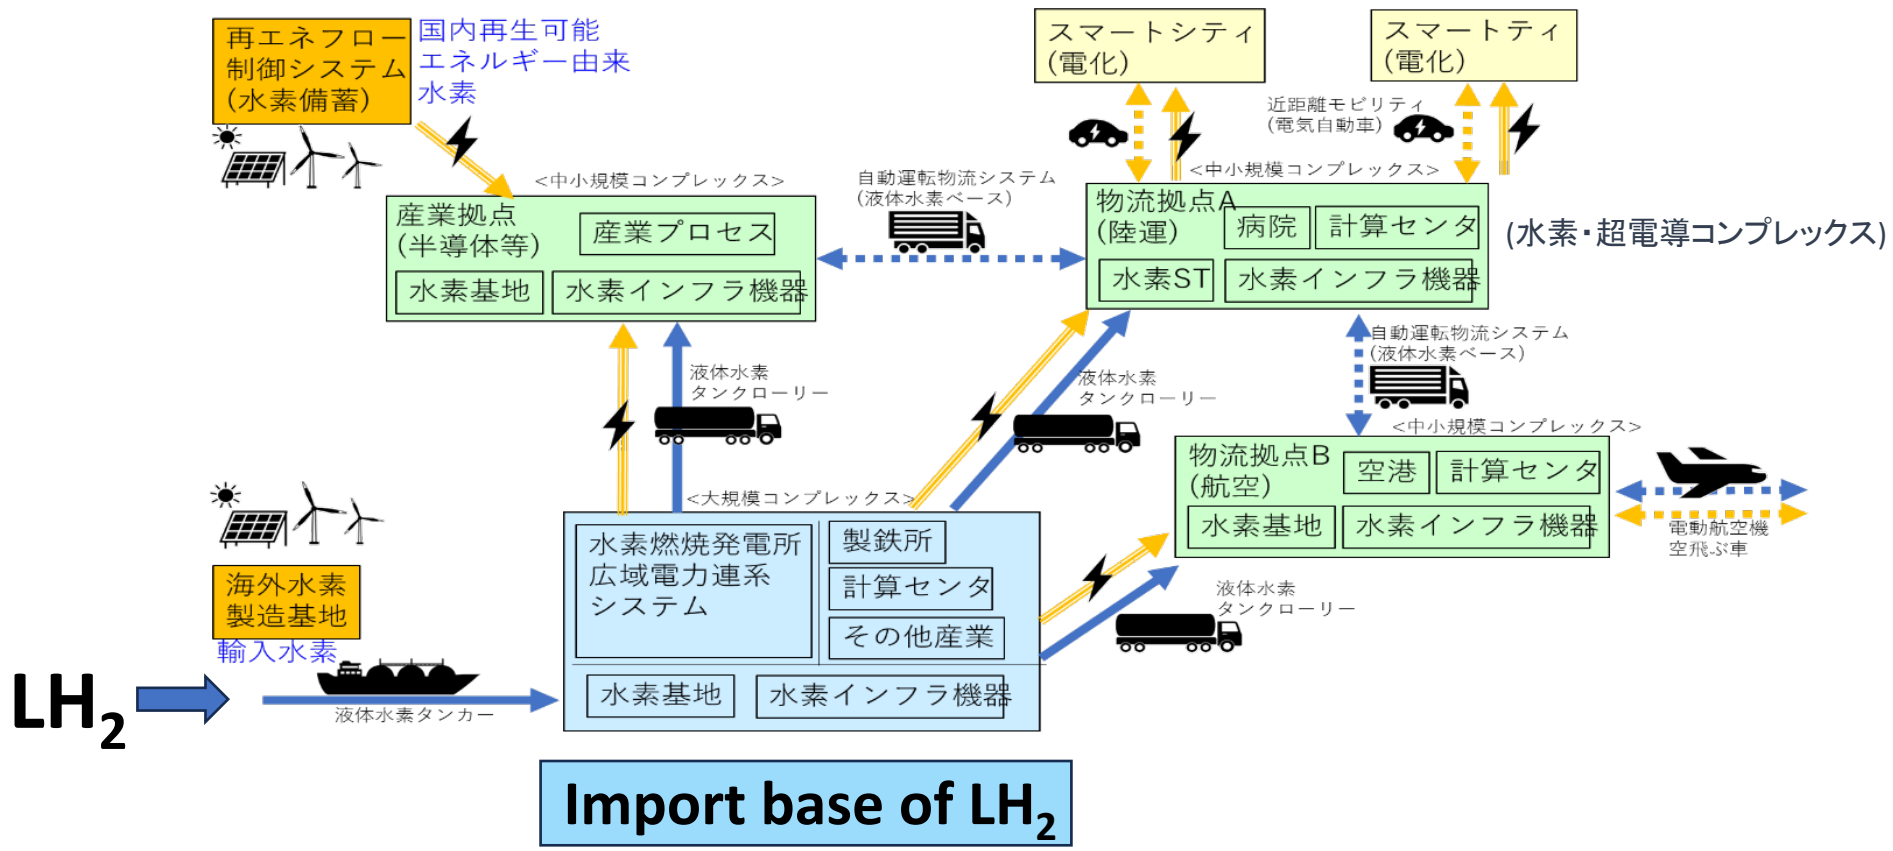 再エネフロー
制御システム
(水素備蓄)
国内再生可能
エネルギー由来
水素
スマートシティ
(電化)
スマートティ
(電化)
近距離モビリティ
(電気自動車)
<中小規模コンプレックス>
産業拠点
(半導体等)
産業プロセス
水素基地
水素インフラ機器
自動運転物流システム
(液体水素ベース)
<中小規模コンプレックス>
物流拠点A
(陸運)
病院
計算センタ
水素ST
水素インフラ機器
(水素・超電導コンプレックス)
自動運転物流システム
(液体水素ベース)
液体水素
タンクローリー
液体水素
タンクローリー
<中小規模コンプレックス>
物流拠点B
(航空)
空港
計算センタ
水素基地
水素インフラ機器
電動航空機
空飛ぶ車
<大規模コンプレックス>
水素燃焼発電所
広域電力連系
システム
製鉄所
計算センタ
その他産業
水素基地
水素インフラ機器
液体水素
タンクローリー
海外水素
製造基地
輸入水素
液体水素タンカー
LH2
Import base of LH2